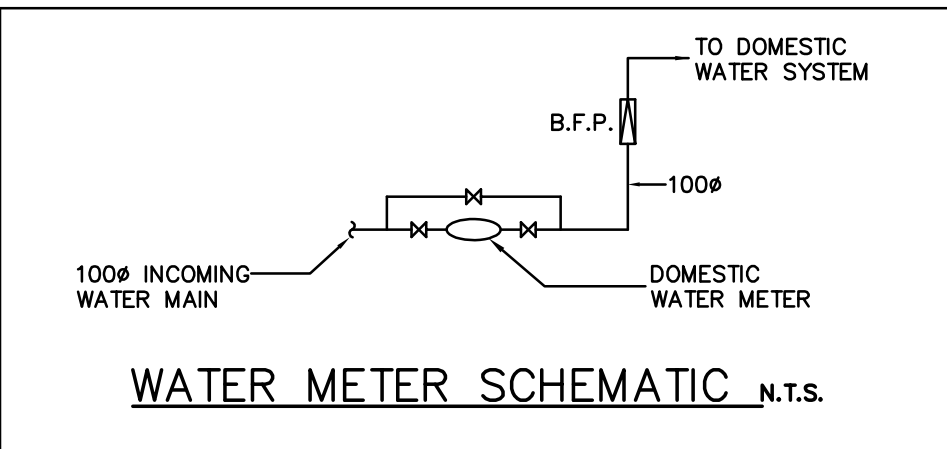 TO DOMESTIC
WATER SYSTEM
B.F.P.
100ø
100ø INCOMING
WATER MAIN
DOMESTIC
WATER METER
WATER METER SCHEMATIC N.T.S.